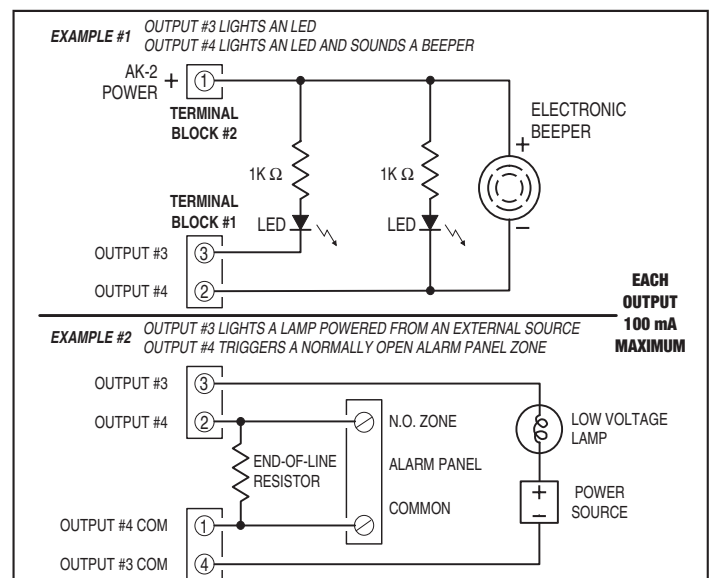 EXAMPLE #1 OUTPUT #3 LIGHTS AN LED
OUTPUT #4 LIGHTS AN LED AND SOUNDS A BEEPER
AK-2
POWER
+
1
TERMINAL
BLOCK #2
ELECTRONIC
BEEPER
+
−
1K Ω
1K Ω
TERMINAL
BLOCK #1
LED
LED
OUTPUT #3
3
OUTPUT #4
2
EACH
OUTPUT
100 mA
MAXIMUM
EXAMPLE #2 OUTPUT #3 LIGHTS A LAMP POWERED FROM AN EXTERNAL SOURCE
OUTPUT #4 TRIGGERS A NORMALLY OPEN ALARM PANEL ZONE
OUTPUT #3
3
OUTPUT #4
2
N.O. ZONE
LOW VOLTAGE
LAMP
END-OF-LINE
RESISTOR
ALARM PANEL
COMMON
+
−
POWER
SOURCE
OUTPUT #4 COM
1
OUTPUT #3 COM
4